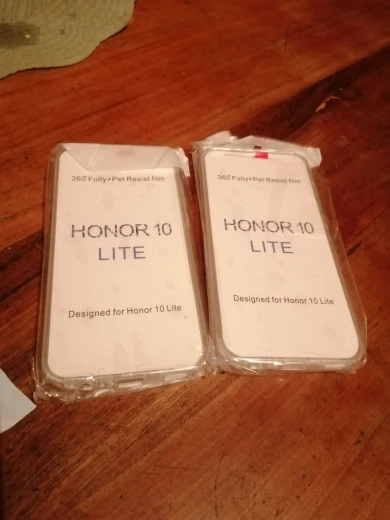 360°Fully+Pet Resist film
HONOR 10
LITE
Designed for Honor 10 Lite
360°Fully+Pet Resist film
HONOR 10
LITE
Designed for Honor 10 Lite